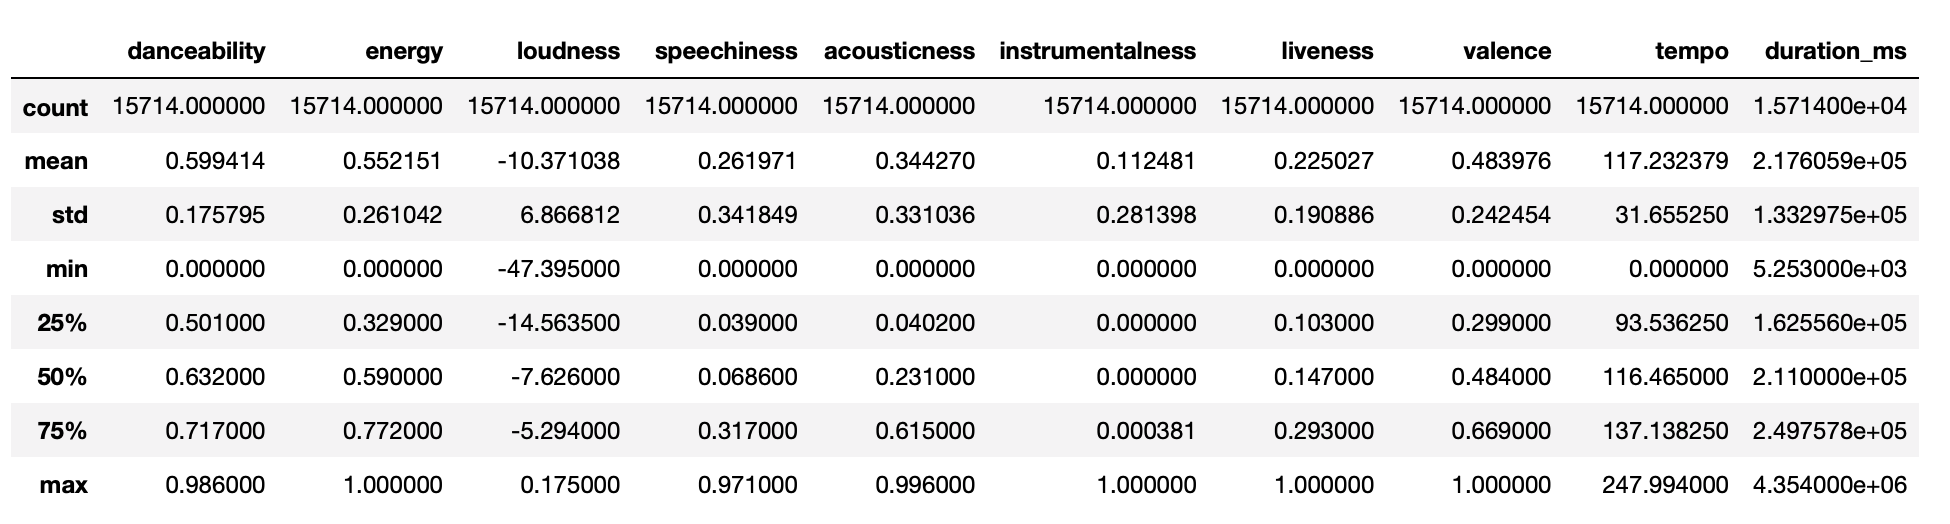 danceability energy loudness speechiness acousticness instrumentalness liveness valence tempo duration_ms
count 15714.000000 15714.000000 15714.000000 15714.000000 15714.000000 15714.000000 15714.000000 15714.000000 15714.000000 1.571400e+04
mean 0.599414 0.552151 -10.371038 0.261971 0.344270 0.112481 0.225027 0.483976 117.232379 2.176059e+05
std 0.175795 0.261042 6.866812 0.341849 0.331036 0.281398 0.190886 0.242454 31.655250 1.332975e+05
min 0.000000 0.000000 -47.395000 0.000000 0.000000 0.000000 0.000000 0.000000 0.000000 5.253000e+03
25% 0.501000 0.329000 -14.563500 0.039000 0.040200 0.000000 0.103000 0.299000 93.536250 1.625560e+05
50% 0.632000 0.590000 -7.626000 0.068600 0.231000 0.000000 0.147000 0.484000 116.465000 2.110000e+05
75% 0.717000 0.772000 -5.294000 0.317000 0.615000 0.000381 0.293000 0.669000 137.138250 2.497578e+05
max 0.986000 1.000000 0.175000 0.971000 0.996000 1.000000 1.000000 1.000000 247.994000 4.354000e+06